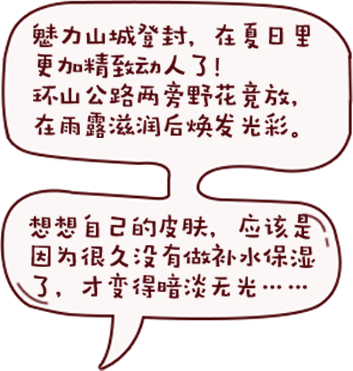 魅力山城登封，在夏日里
更加精致动人了！
环山公路两旁野花竞放，
在雨露滋润后焕发光彩。
想想自己的皮肤，应该是
因为很久没有做补水保湿
了，才变得暗淡无光……